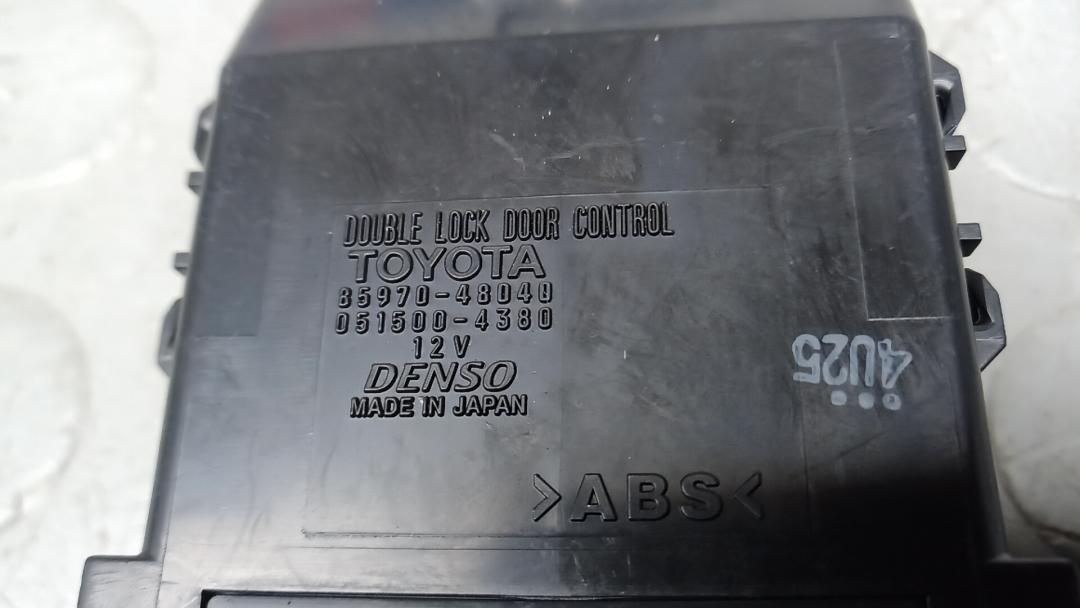 DOUBLE LOCK DOOR CONTROL
TOYOTA
85970-48040
051500-4380
12V
DENSO
MADE IN JAPAN
4U25
>ABS<